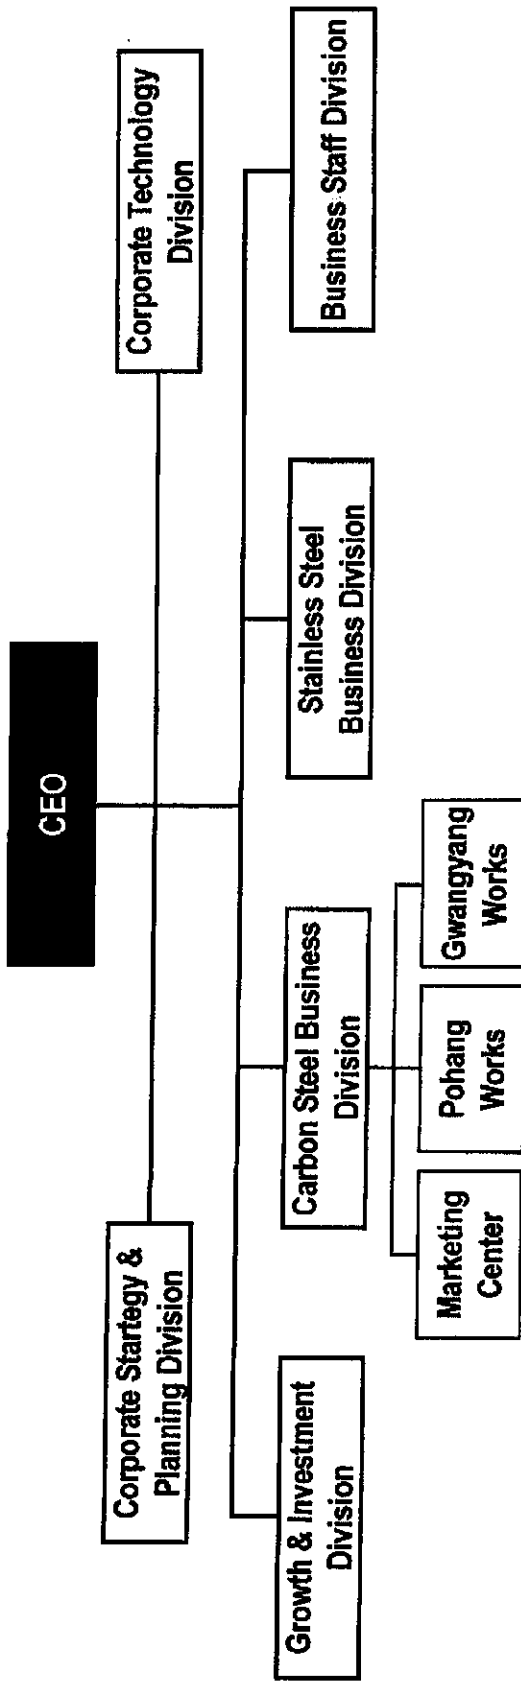 CEO
Corporate Startegy &
Planning Division
Corporate Technology
Division
Growth & Investment
Division
Carbon Steel Business
Division
Stainless Steel
Business Division
Business Staff Division
Marketing
Center
Pohang
Works
Gwangyang
Works